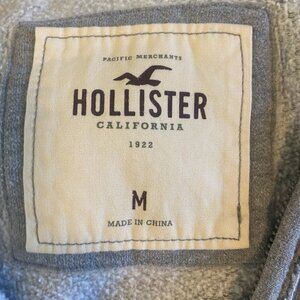 PACIFIC MERCHANTS
HOLLISTER
CALIFORNIA
1922
M
MADE IN CHINA